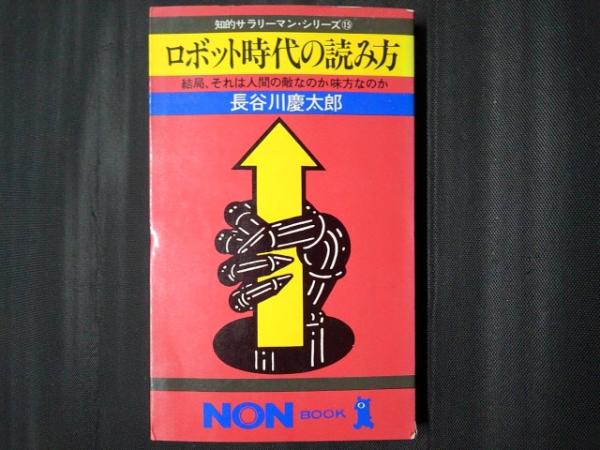 知的サラリーマン・シリーズ⑮
ロボット時代の読み方
結局、それは人間の敵なのか味方なのか
長谷川慶太郎
NON BOOK